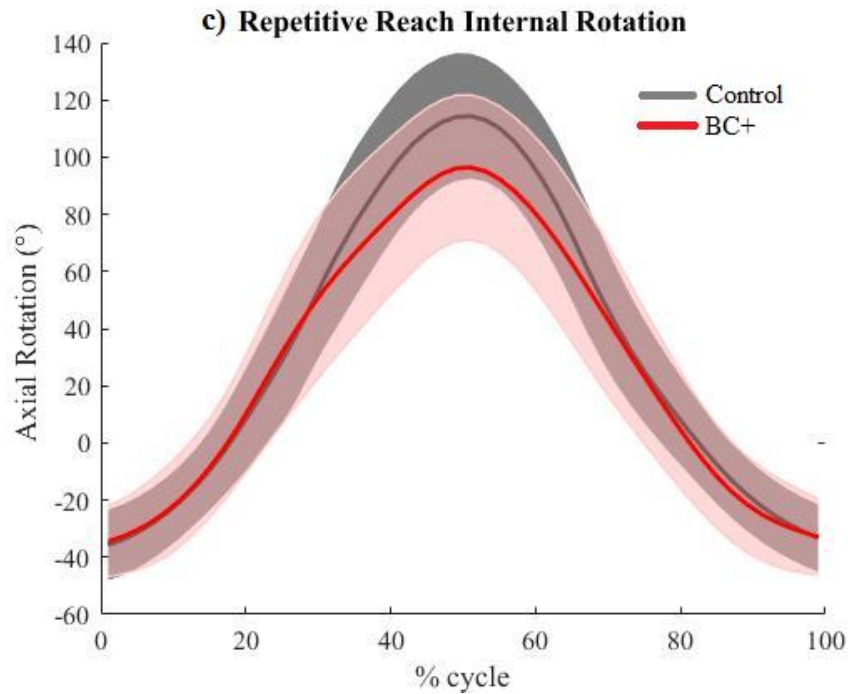 c) Repetitive Reach Internal Rotation
140
120
100
80
60
40
20
0
-20
-40
-60
Axial Rotation (°)
Control
BC+
0 20 40 60 80 100
% cycle